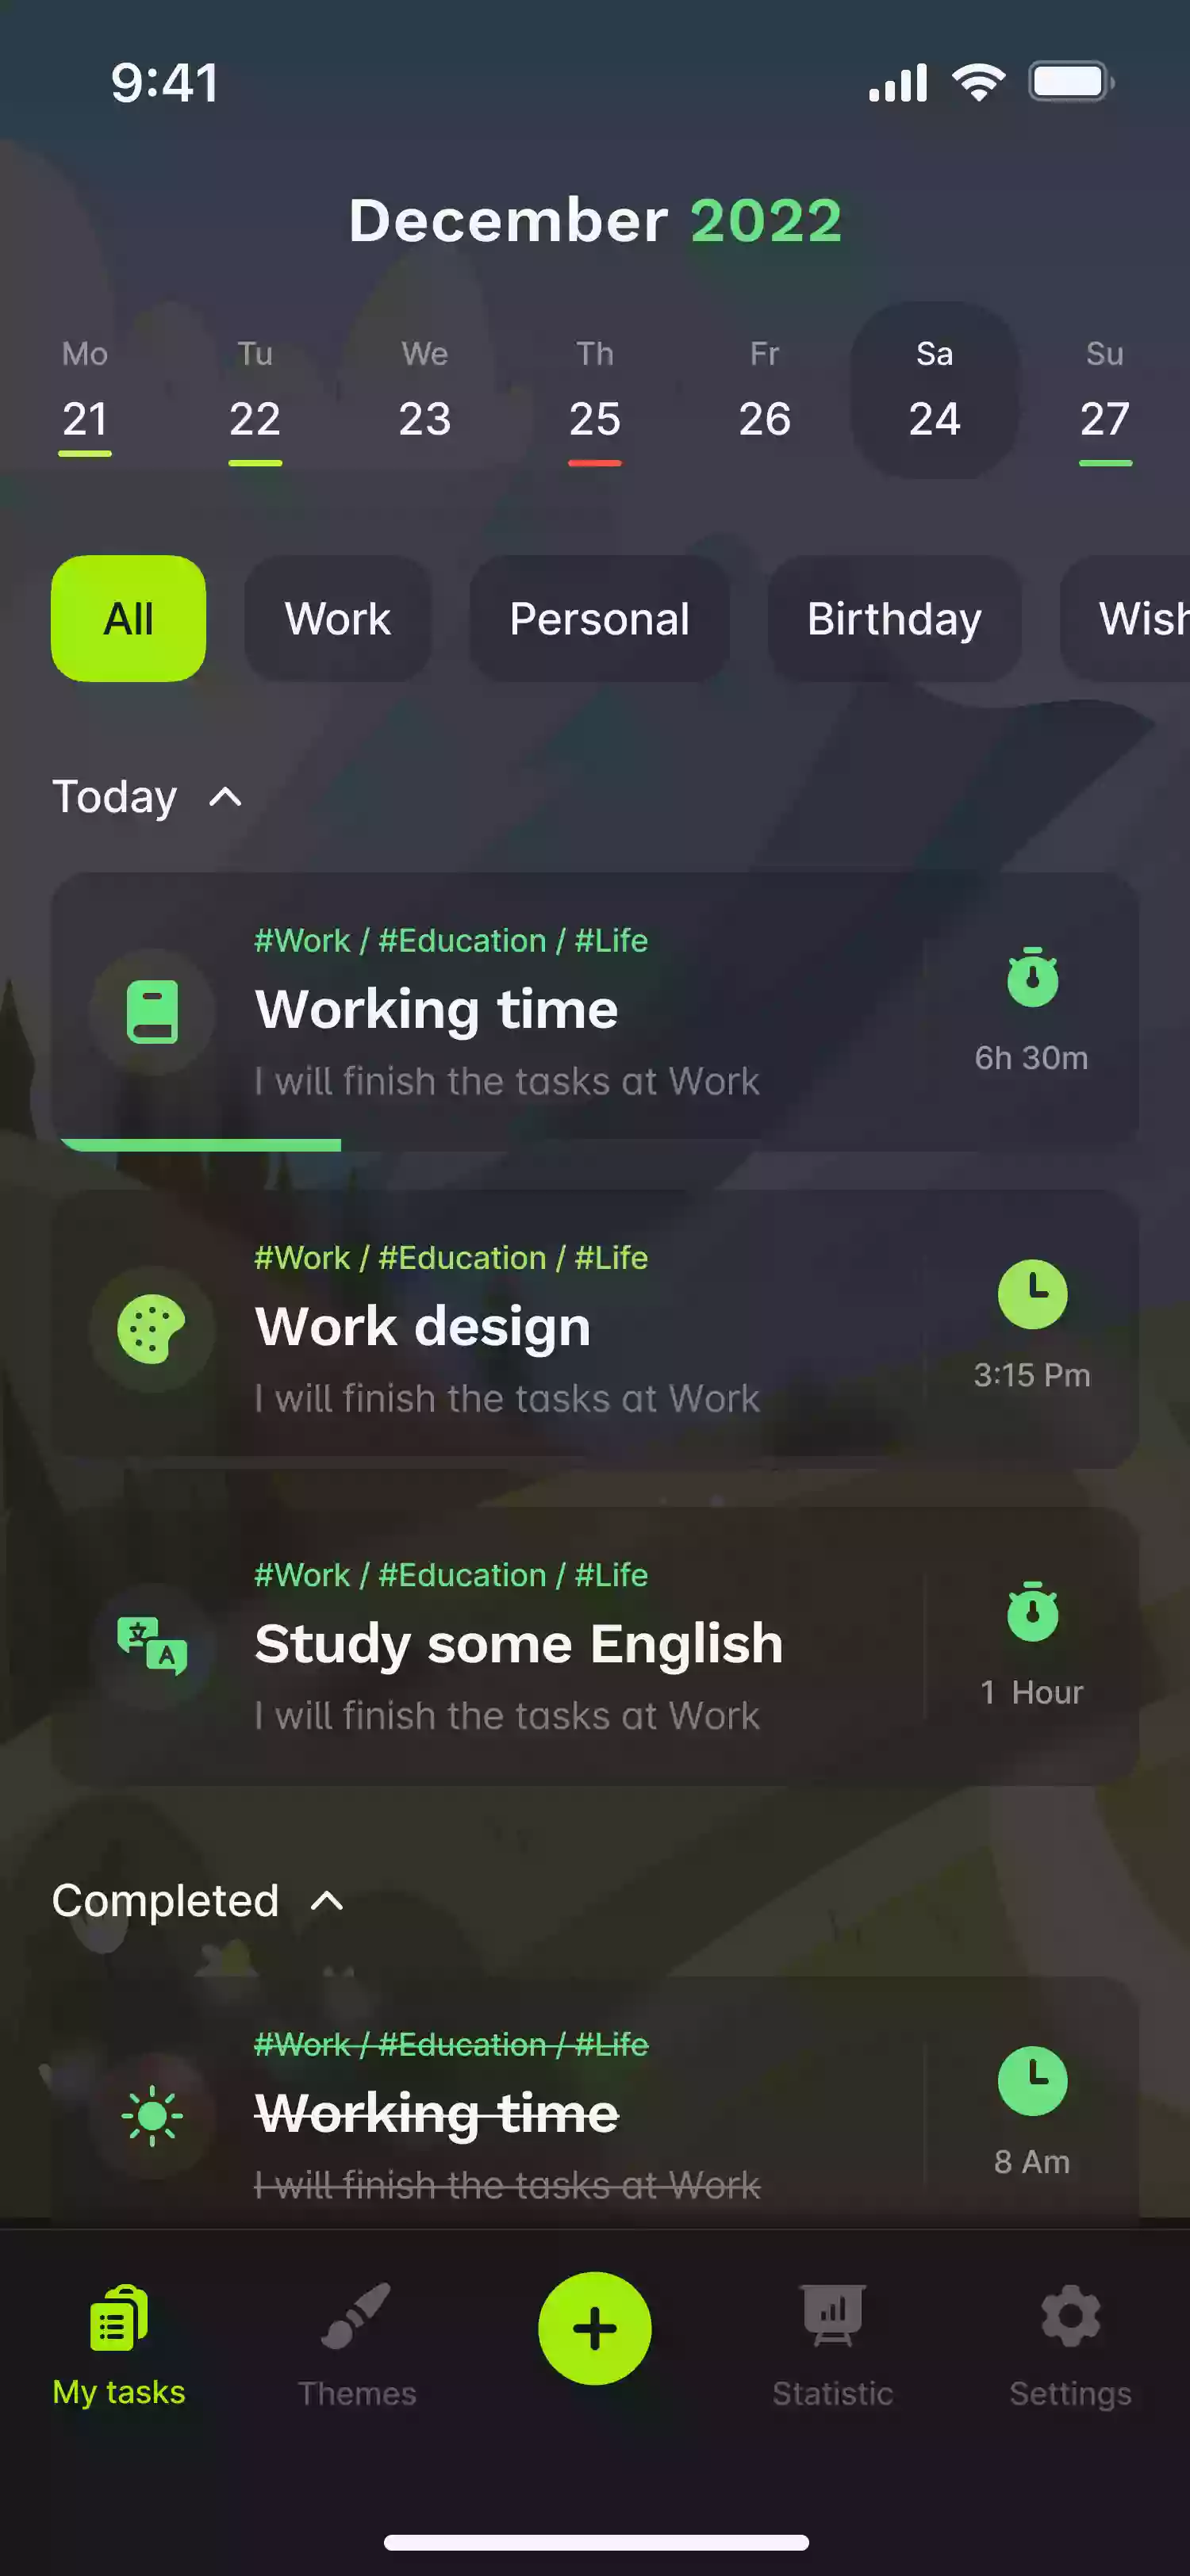 9:41
December 2022
Mo Tu We Th Fr Sa Su
21 22 23 25 26 24 27
All Work Personal Birthday Wish
Today
#Work / #Education / #Life
Working time
I will finish the tasks at Work
6h 30m
#Work / #Education / #Life
Work design
I will finish the tasks at Work
3:15 Pm
文 A
#Work / #Education / #Life
Study some English
I will finish the tasks at Work
1 Hour
Completed
#Work / #Education / #Life
Working time
I will finish the tasks at Work
8 Am
My tasks Themes Statistic Settings